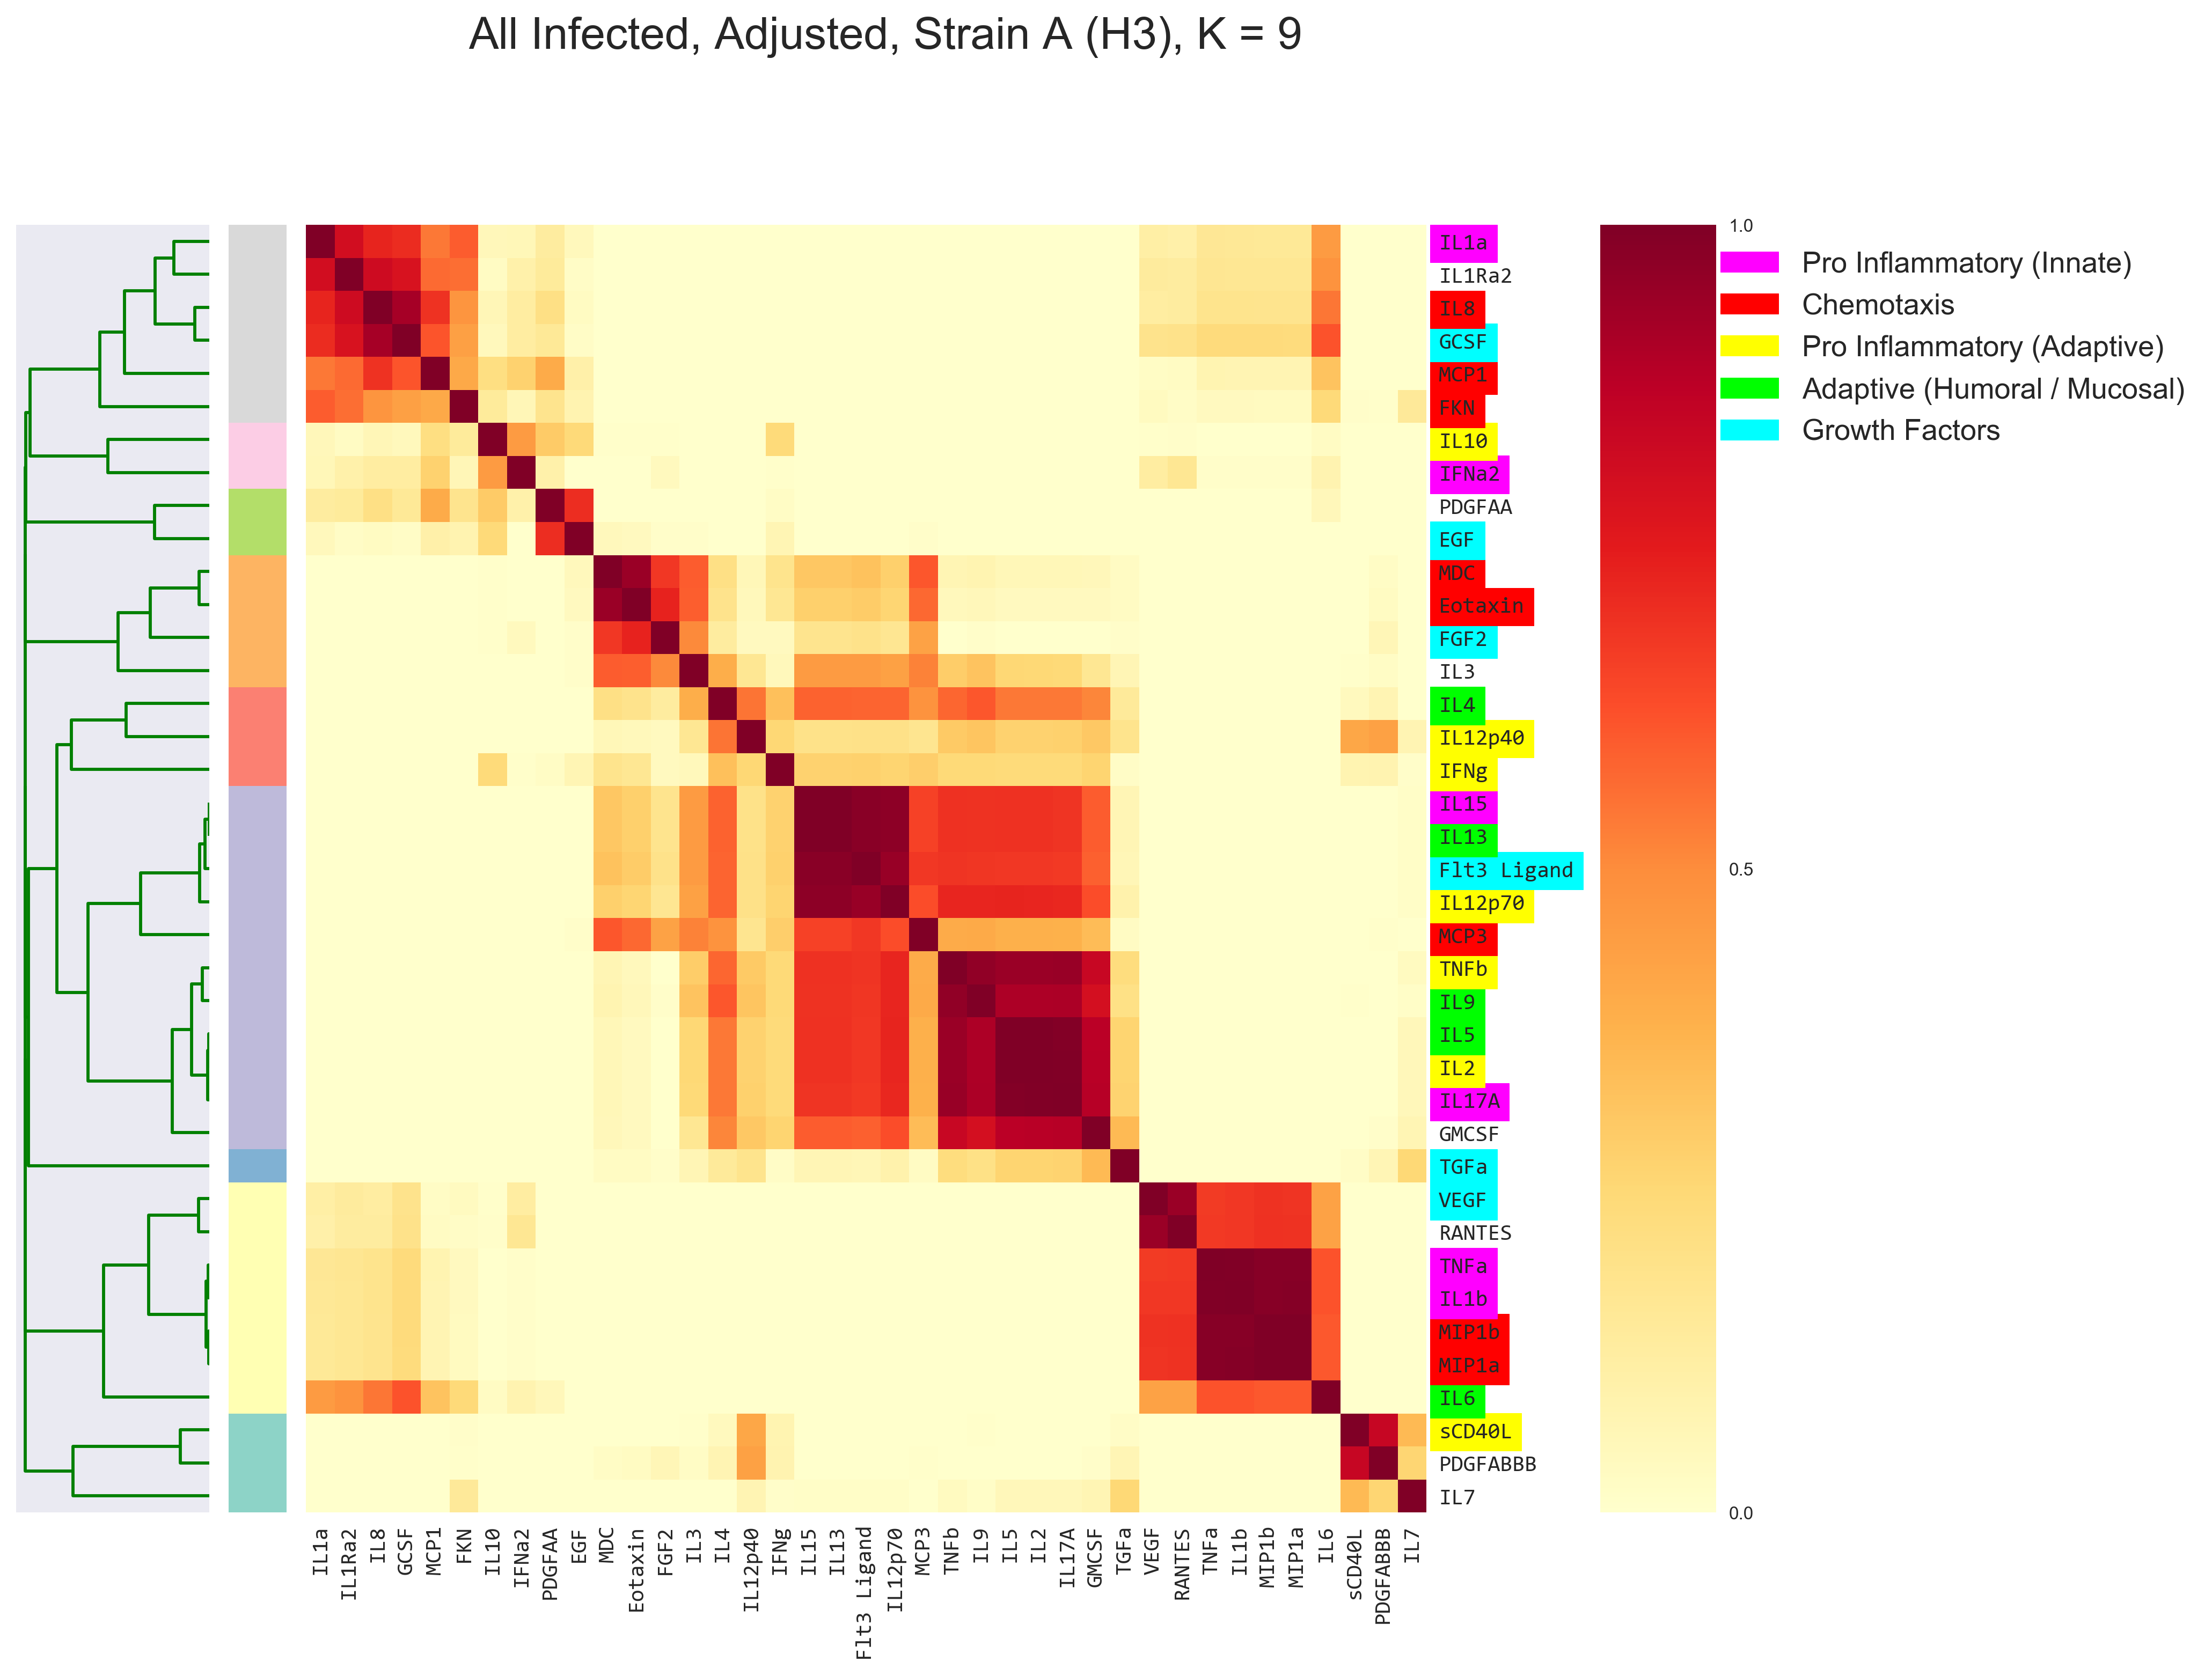 All Infected, Adjusted, Strain A (H3), K = 9
IL1a
IL1Ra2
IL8
GCSF
MCP1
FKN
IL10
IFNa2
PDGFAA
EGF
MDC
Eotaxin
FGF2
IL3
IL4
IL12p40
IFNg
IL15
IL13
Flt3 Ligand
IL12p70
MCP3
TNFb
IL9
IL5
IL2
IL17A
GMCSF
TGFa
VEGF
RANTES
TNFa
IL1b
MIP1b
MIP1a
IL6
sCD40L
PDGFABBB
IL7
1.0
0.5
0.0
Pro Inflammatory (Innate)
Chemotaxis
Pro Inflammatory (Adaptive)
Adaptive (Humoral / Mucosal)
Growth Factors
IL1a
IL1Ra2
IL8
GCSF
MCP1
FKN
IL10
IFNa2
PDGFAA
EGF
MDC
Eotaxin
FGF2
IL3
IL4
IL12p40
IFNg
IL15
IL13
Flt3 Ligand
IL12p70
MCP3
TNFb
IL9
IL5
IL2
IL17A
GMCSF
TGFa
VEGF
RANTES
TNFa
IL1b
MIP1b
MIP1a
IL6
sCD40L
PDGFABBB
IL7